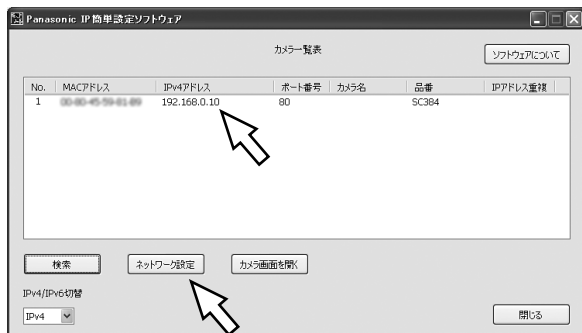 Panasonic IP簡単設定ソフトウェア
カメラ一覧表
ソフトウェアについて
No. MACアドレス IPv4アドレス ポート番号 カメラ名 品番 IPアドレス重複
1 192.168.0.10 80 SC384
検索 ネットワーク設定 カメラ画面を開く
IPv4/IPv6切替
IPv4 閉じる